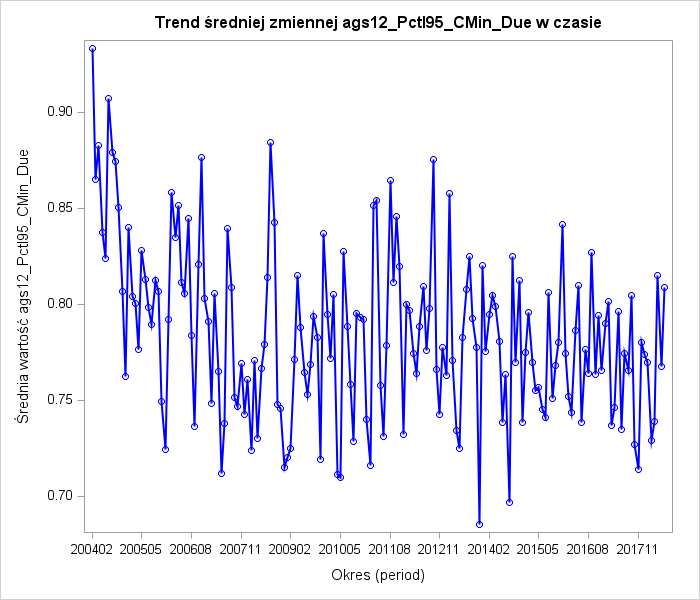 Trend średniej zmiennej ags12_Pctl95_CMin_Due w czasie
Średnia wartość ags12_Pctl95_CMin_Due
0.90
0.85
0.80
0.75
0.70
200402 200505 200608 200711 200902 201005 201108 201211 201402 201505 201608 201711
Okres (period)